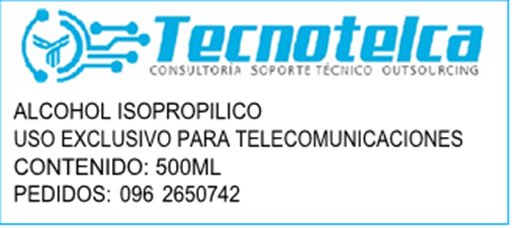 Tecnotelca
CONSULTORÍA SOPORTE TÉCNICO OUTSOURCING
ALCOHOL ISOPROPILICO
USO EXCLUSIVO PARA TELECOMUNICACIONES
CONTENIDO: 500ML
PEDIDOS: 096 2650742